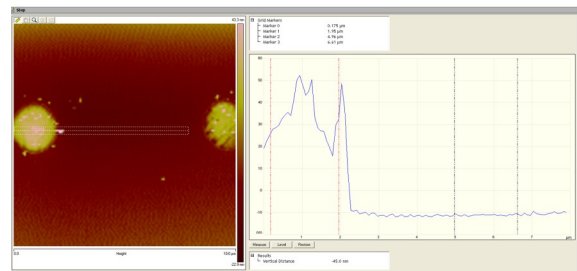 Step
43.3 nm
-22.9 nm
0.0
Height
10.0 µm
Grid Markers
Marker 0 0.175 µm
Marker 1 1.95 µm
Marker 2 4.96 µm
Marker 3 6.61 µm
60
50
40
30
20
10
0
-10
nm
1 2 3 4 5 6 7 µm
Measure Level Restore
Results
Vertical Distance -45.0 nm